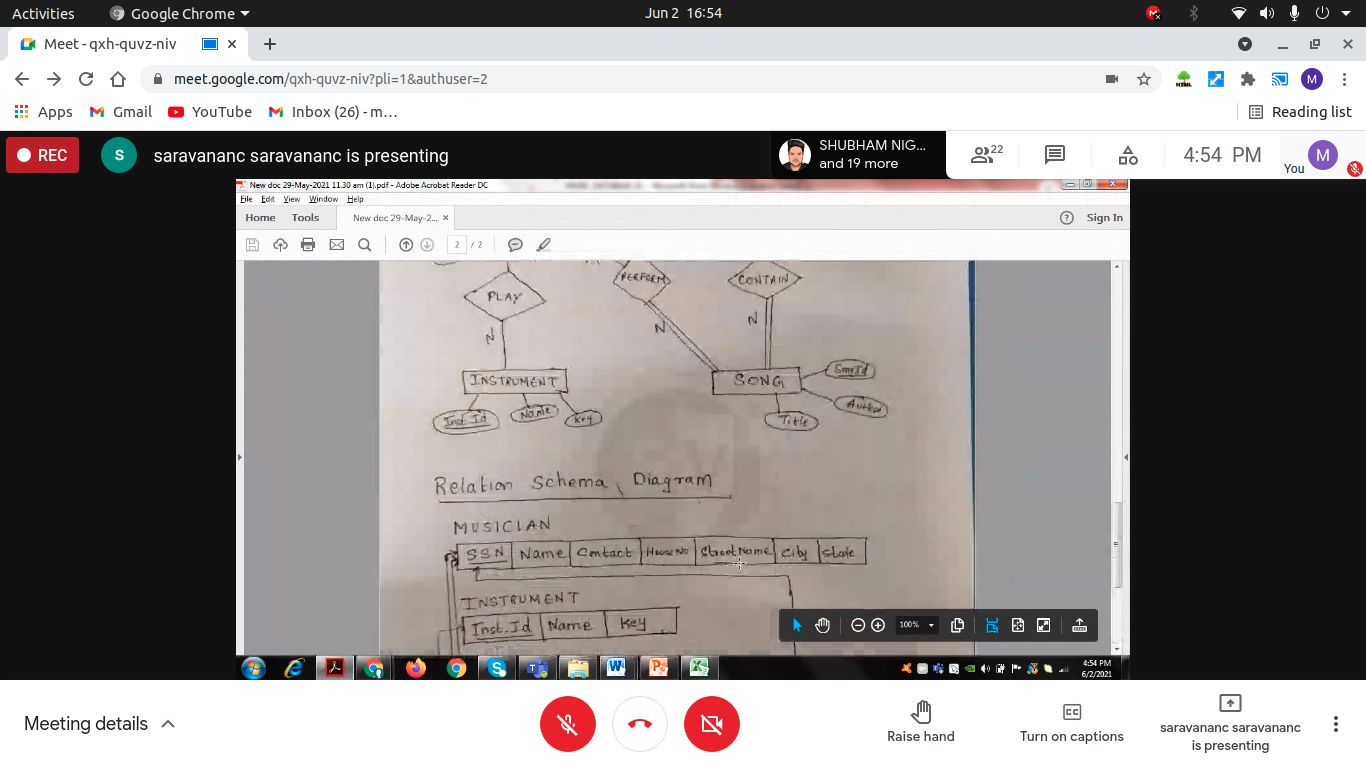 Activities Google Chrome Jun 2 16:54
Meet - qxh-quvz-niv
meet.google.com/qxh-quvz-niv?pli=1&authuser=2 HTML M
Apps Gmail YouTube Inbox (26) - m… Reading list
REC S saravananc saravananc is presenting SHUBHAM NIG... and 19 more 22 4:54 PM You M
New doc 29-May-2021 11.30 am (1).pdf - Adobe Acrobat Reader DC
File Edit View Window Help
Home Tools New doc 29-May-2... × Sign In
2 / 2
PERFORM CONTAIN
PLAY
N N N
INSTRUMENT SONG SongId
Inst.Id Name Key Title Author
Relation Schema Diagram
MUSICIAN
SSN Name Contact HouseNo StreetName City State
INSTRUMENT
Inst.Id Name Key
100%
4:54 PM
6/2/2021
Meeting details
Raise hand
Turn on captions
saravananc saravananc
is presenting